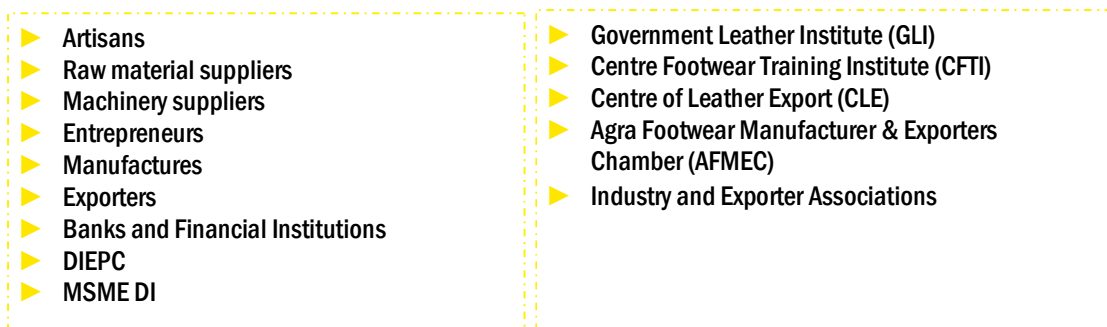 Artisans
Raw material suppliers
Machinery suppliers
Entrepreneurs
Manufactures
Exporters
Banks and Financial Institutions
DIEPC
MSME DI
Government Leather Institute (GLI)
Centre Footwear Training Institute (CFTI)
Centre of Leather Export (CLE)
Agra Footwear Manufacturer & Exporters
Chamber (AFMEC)
Industry and Exporter Associations